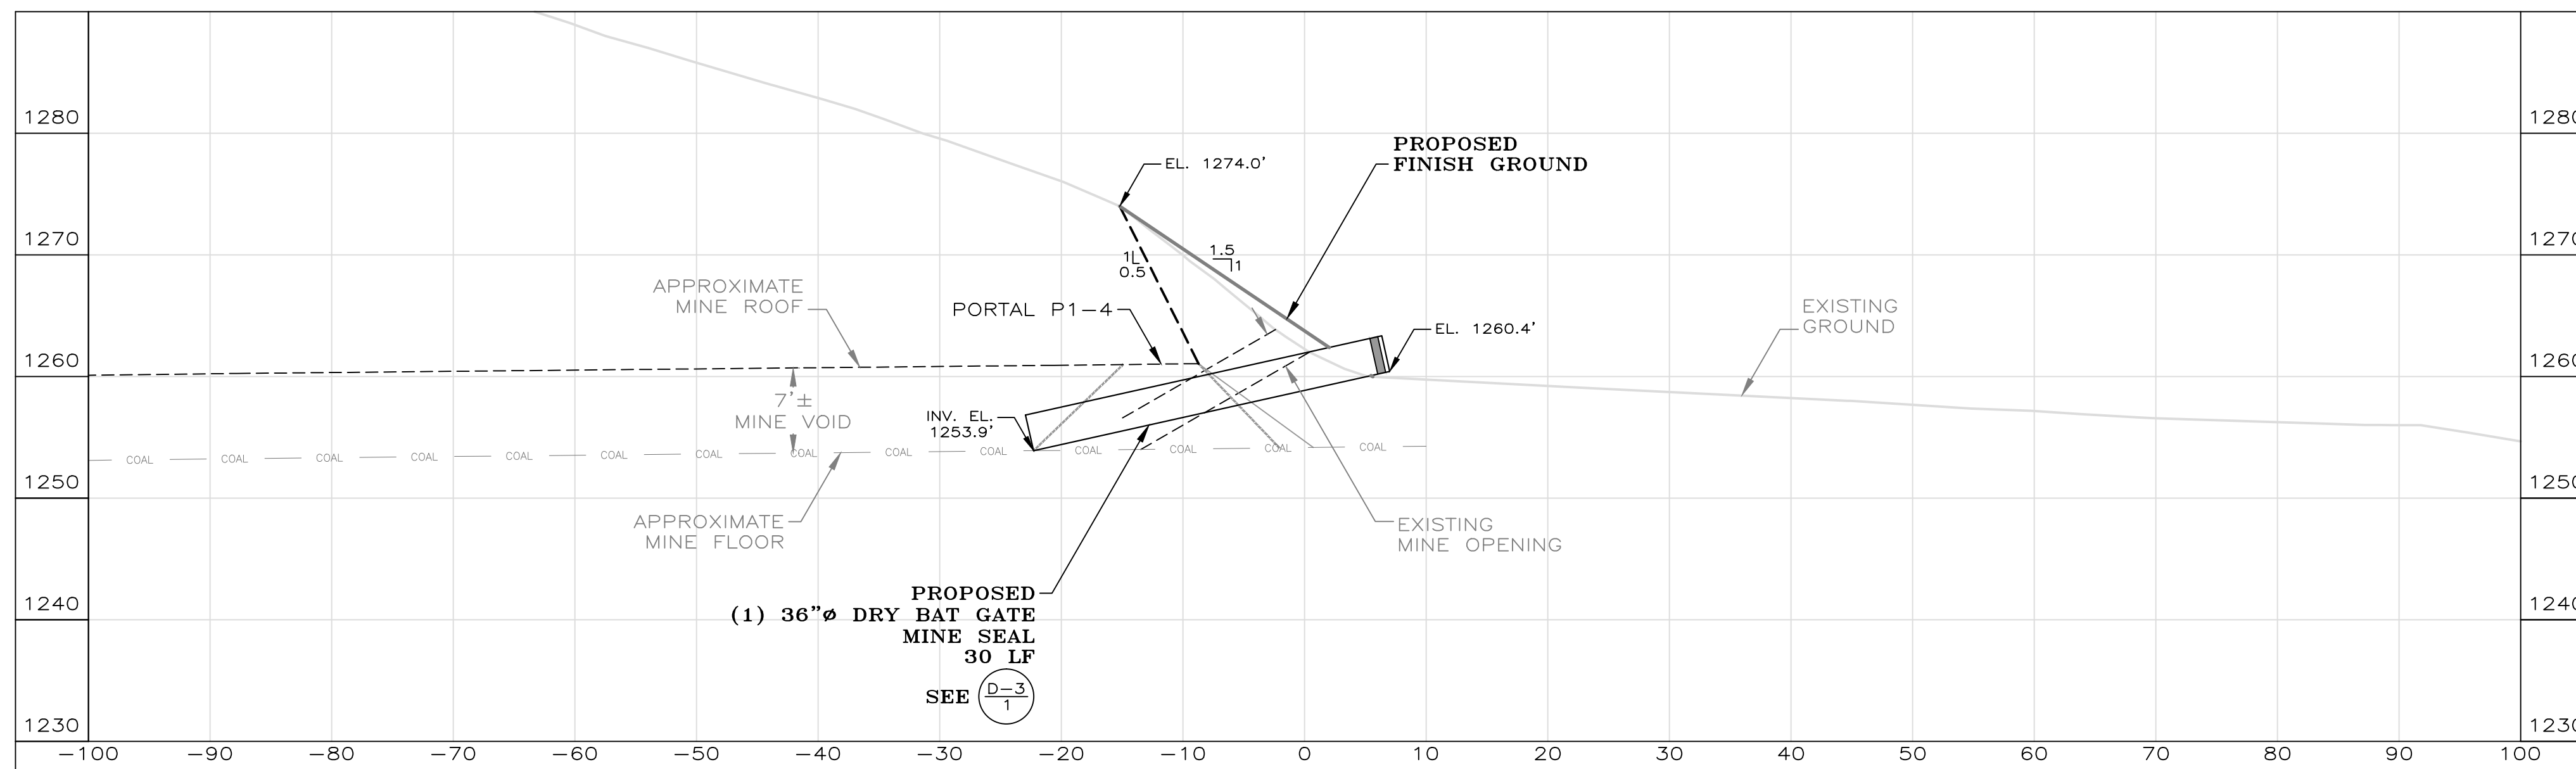 1280
1280
EL. 1274.0'
PROPOSED
FINISH GROUND
1270
1270
1L
0.5
1.5
1
APPROXIMATE
MINE ROOF
PORTAL P1-4
EXISTING
GROUND
EL. 1260.4'
1260
1260
7'±
MINE VOID
INV. EL.
1253.9'
COAL
COAL
COAL
COAL
COAL
COAL
COAL
COAL
COAL
COAL
COAL
COAL
COAL
COAL
1250
1250
APPROXIMATE
MINE FLOOR
EXISTING
MINE OPENING
PROPOSED
(1) 36"ø DRY BAT GATE
MINE SEAL
30 LF
1240
1240
SEE D-3
1
1230
1230
-100 -90 -80 -70 -60 -50 -40 -30 -20 -10 0 10 20 30 40 50 60 70 80 90 100